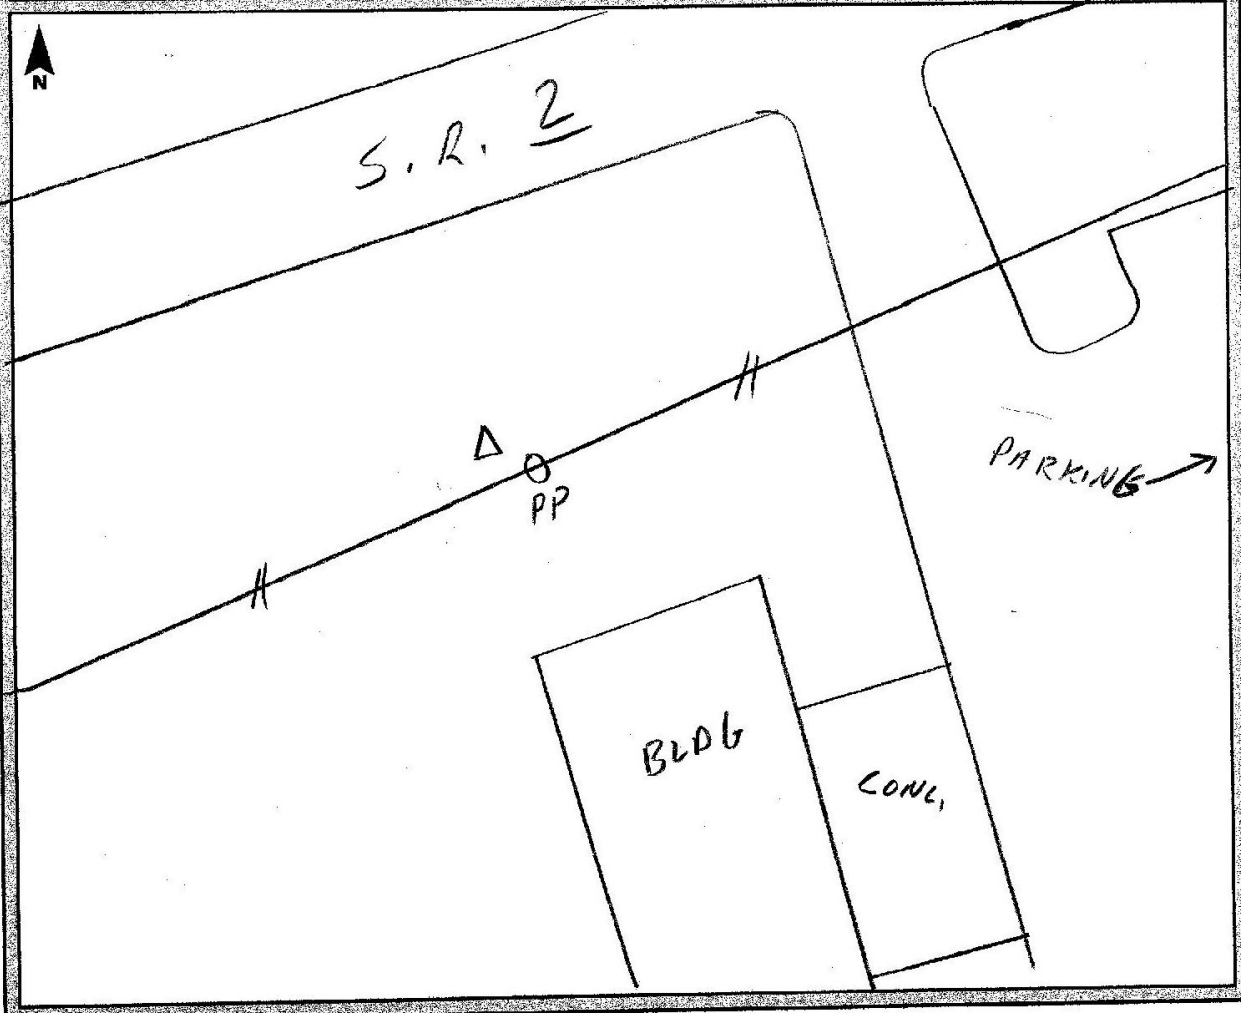 N
S.R. 2
Δ
PP
PARKING
BLDG
CONC.